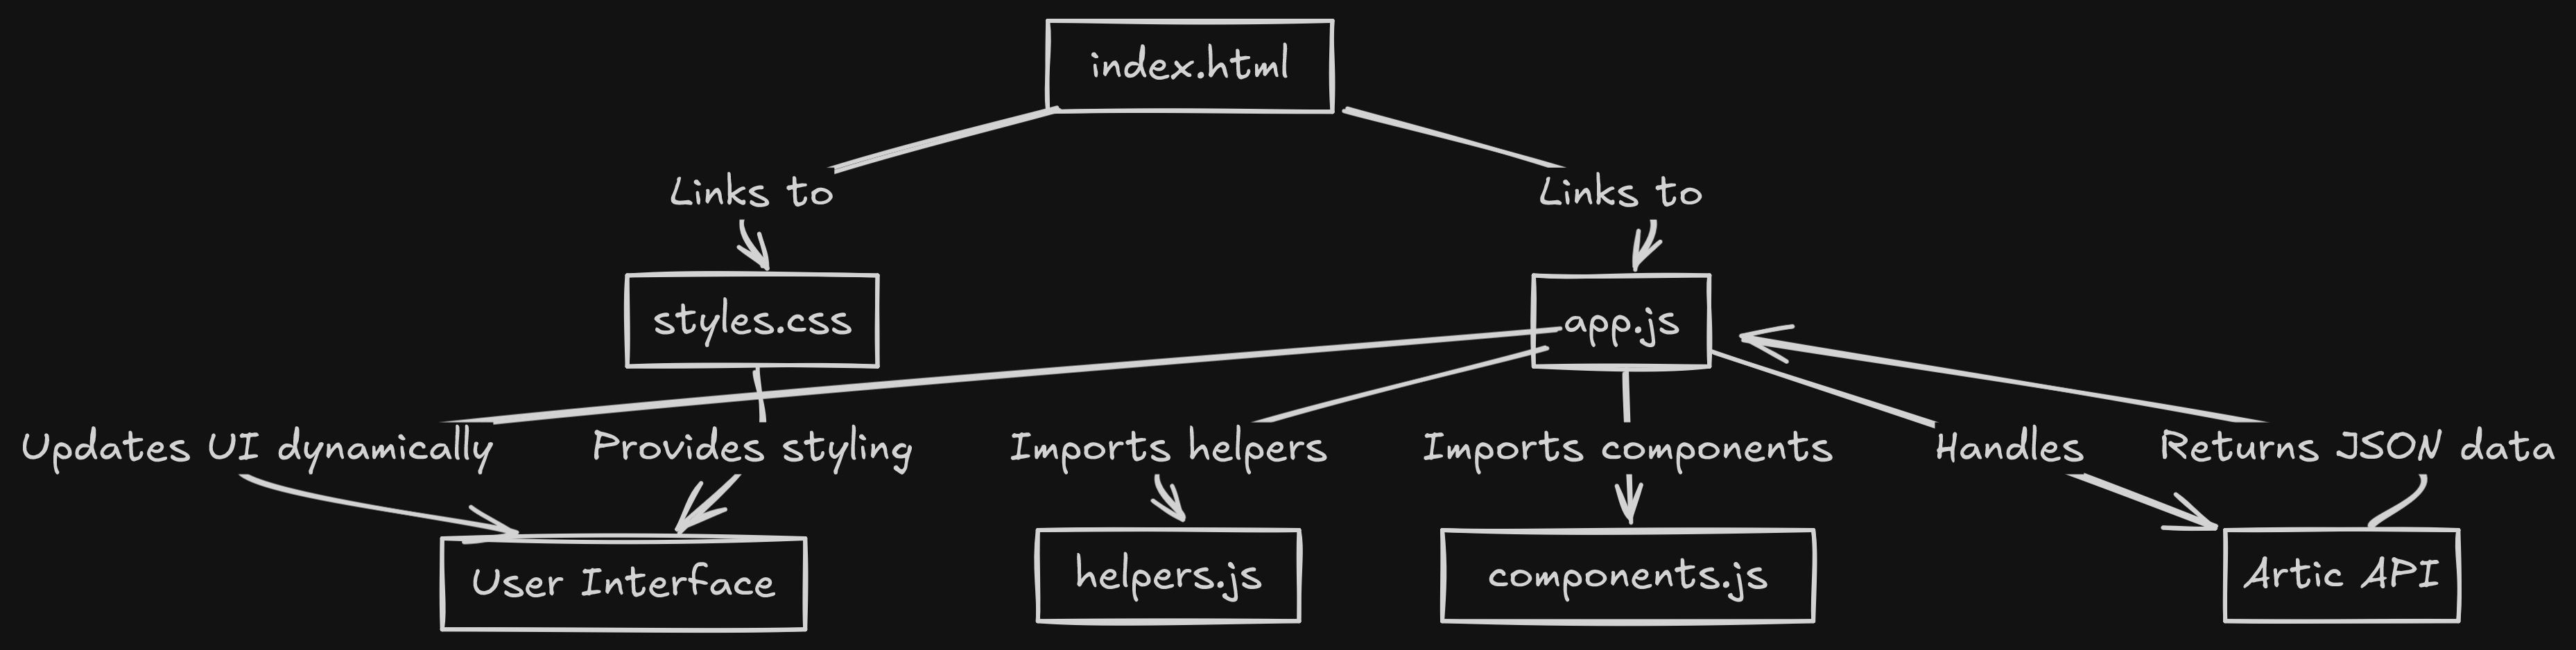 index.html
Links to
Links to
styles.css
app.js
Updates UI dynamically
Provides styling
Imports helpers
Imports components
Handles
Returns JSON data
User Interface
helpers.js
components.js
Artic API